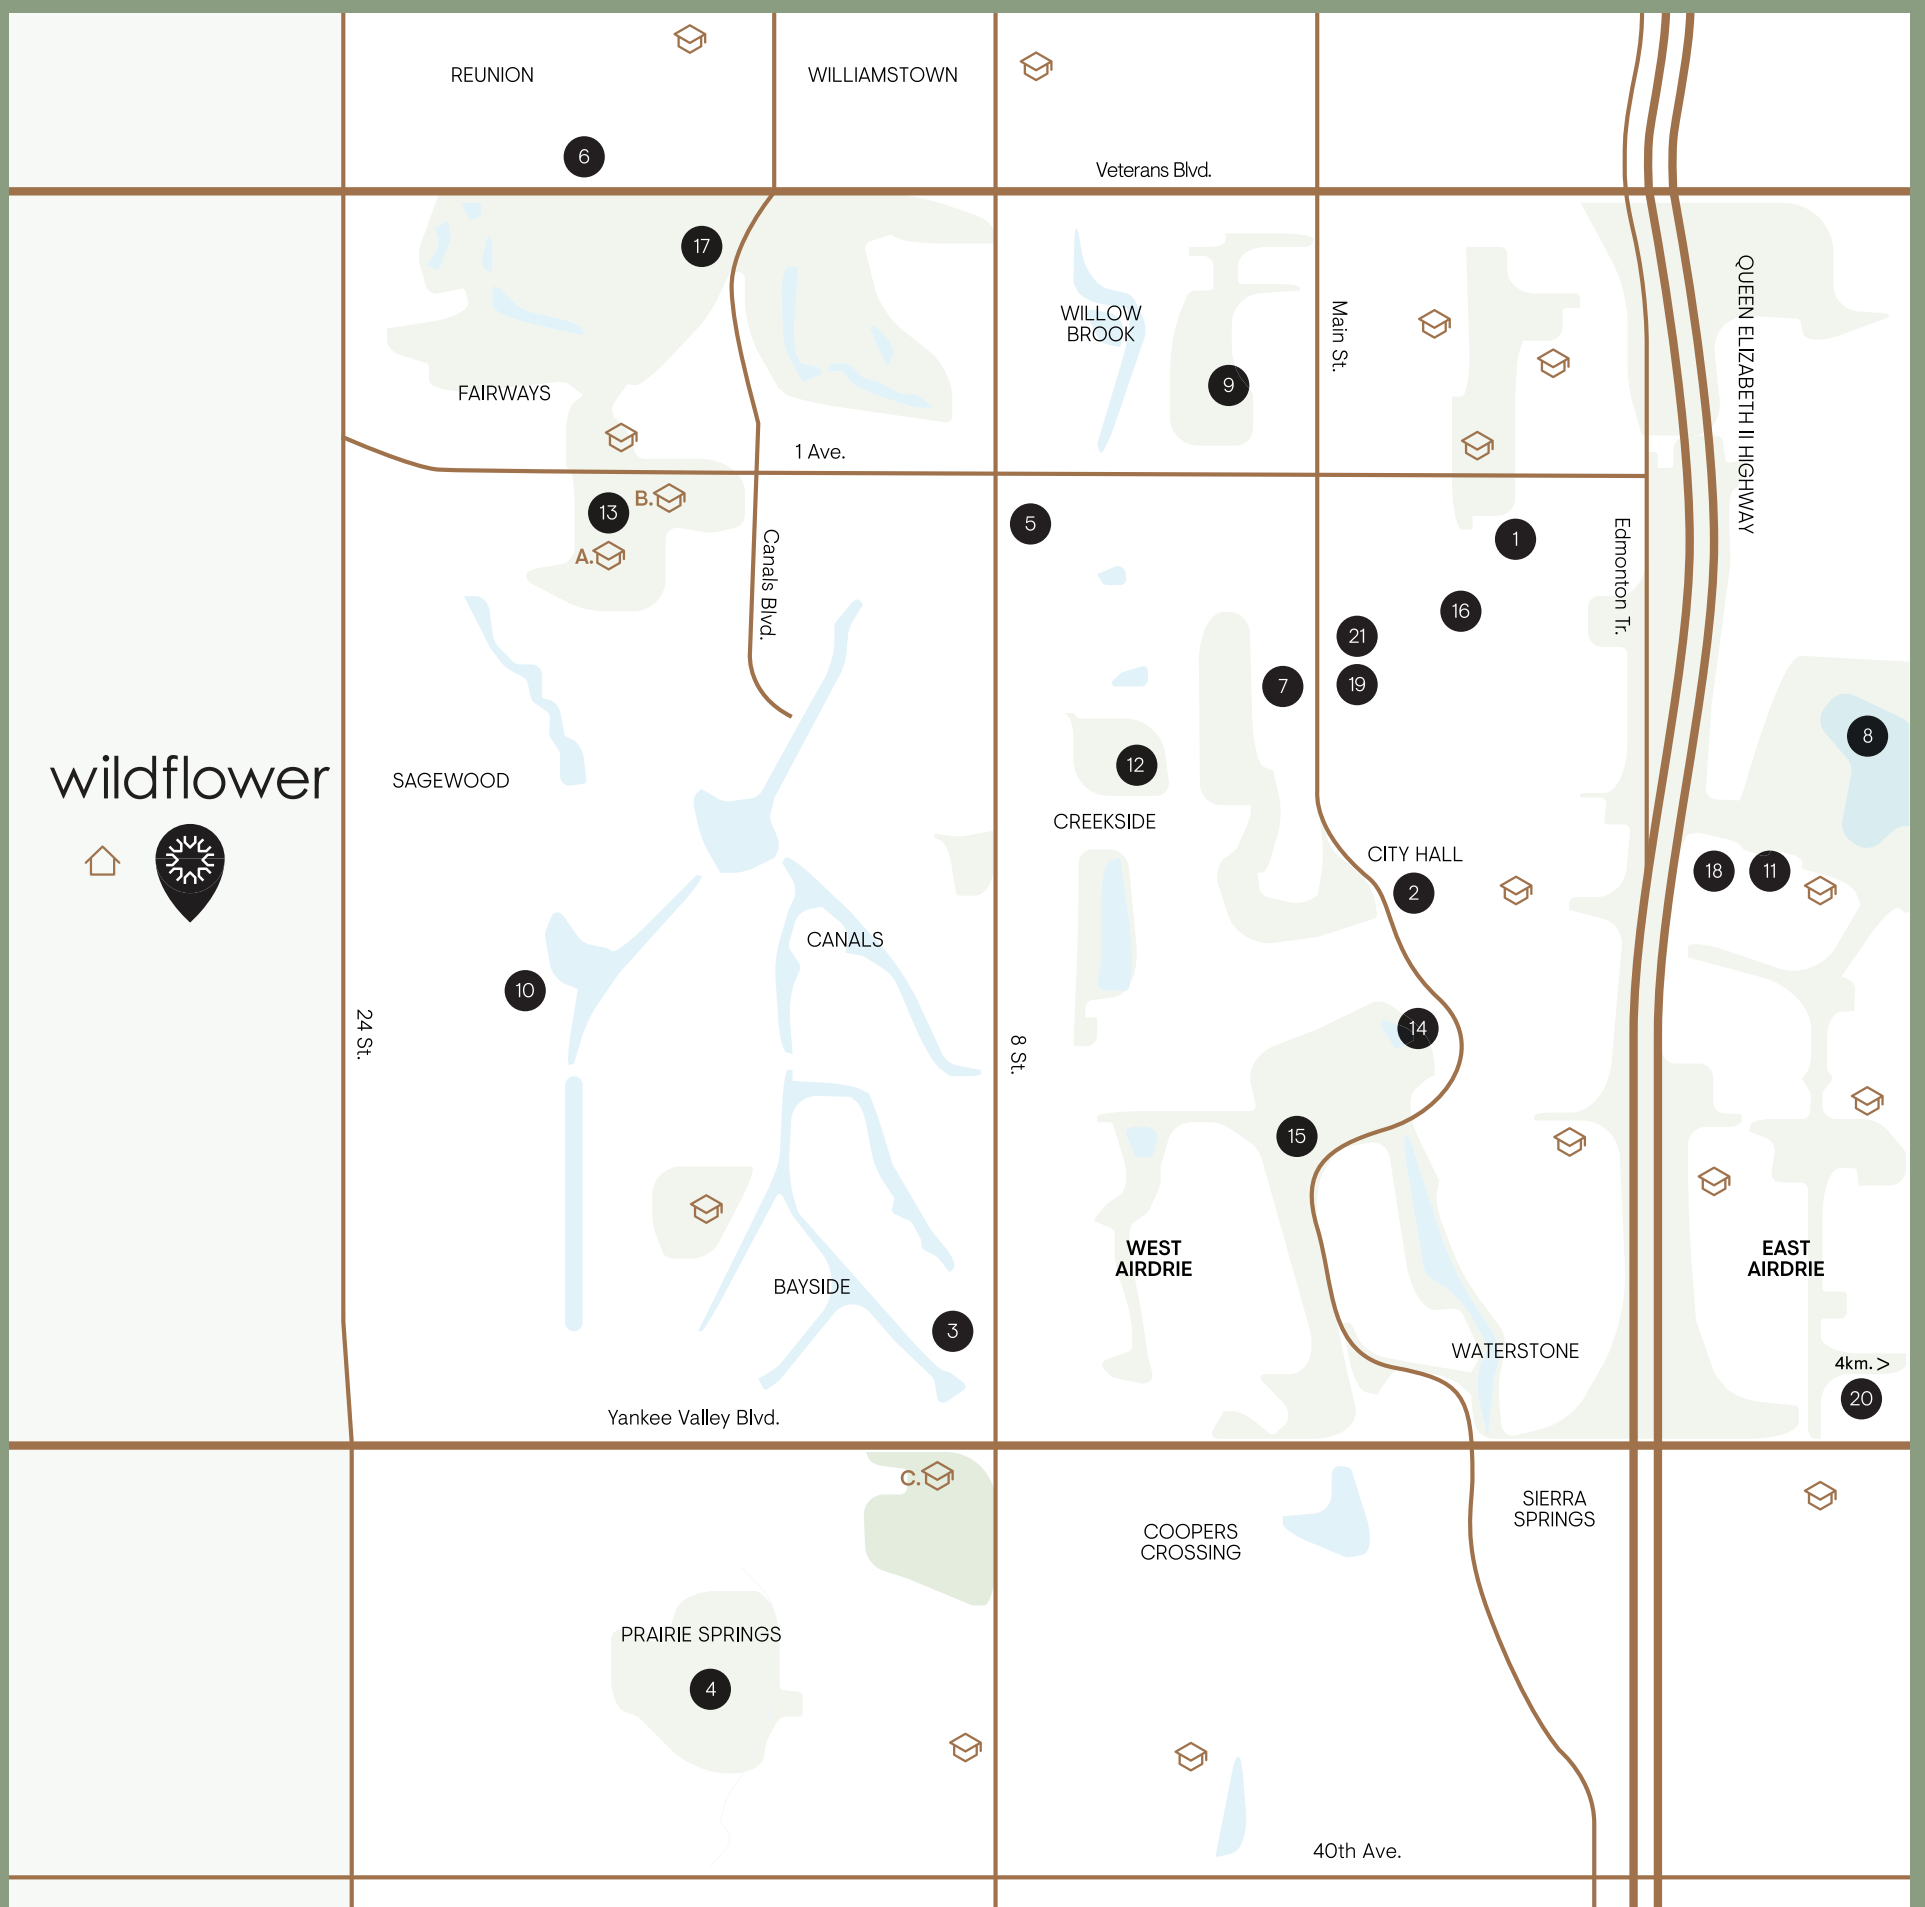 REUNION
WILLIAMSTOWN
6
Veterans Blvd.
17
WILLOW
BROOK
Main St.
QUEEN ELIZABETH II HIGHWAY
FAIRWAYS
9
1 Ave.
13
B.
A.
Canals Blvd.
5
1
Edmonton Tr.
16
21
7
19
8
12
wildflower
SAGEWOOD
CREEKSIDE
CITY HALL
2
18
11
CANALS
10
24 St.
8 St.
14
15
WEST
AIRDRIE
EAST
AIRDRIE
BAYSIDE
3
WATERSTONE
4km. >
20
Yankee Valley Blvd.
C.
COOPERS
CROSSING
SIERRA
SPRINGS
PRAIRIE SPRINGS
4
40th Ave.